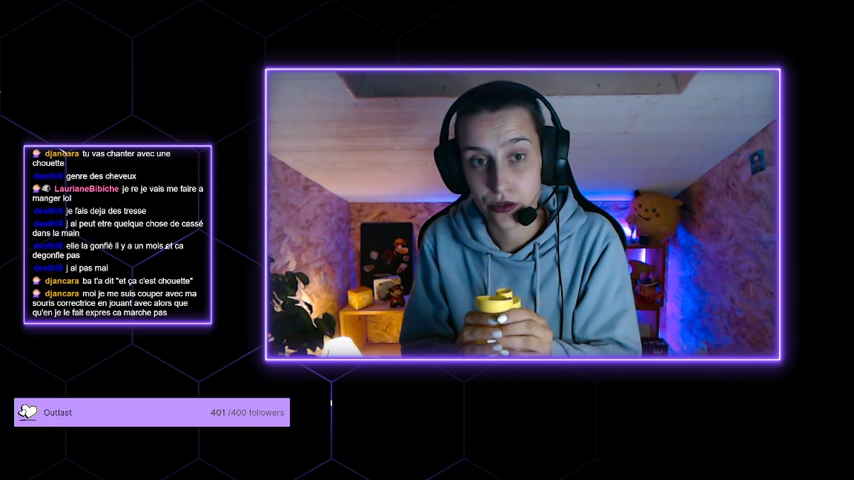 djancara tu vas chanter avec une
chouette
genre des cheveux
LaurianeBibiche je re je vais me faire a
manger lol
je fais deja des tresse
j ai peut etre quelque chose de cassé
dans la main
elle la gonflé il y a un mois et ca
degonfle pas
j ai pas mal
djancara ba t'a dit "et ça c'est chouette"
djancara moi je me suis couper avec ma
souris correctrice en jouant avec alors que
qu'en je le fait expres ca marche pas
Outlast 401 /400 followers